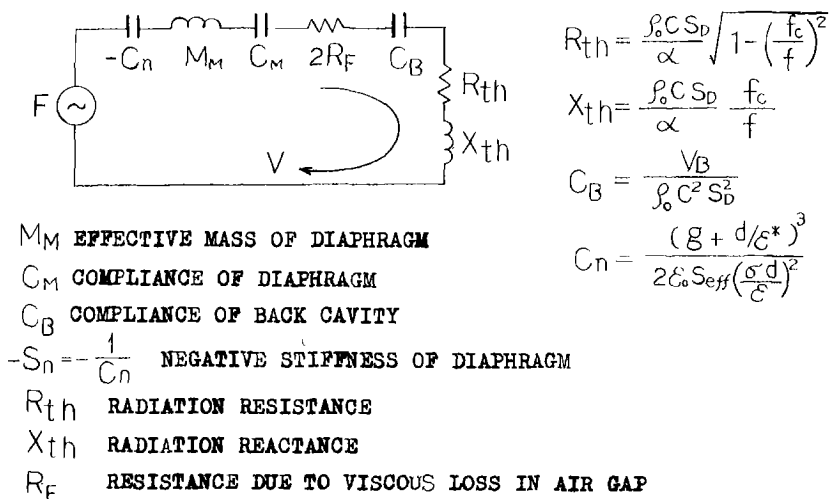 -Cn Mм Cм 2RF CB
Rth
Xth
F ~
V
Rth = ρ₀CSD/α √(1-(fc/f)²)
Xth = ρ₀CSD/α fc/f
CB = VB/ρ₀C²SD²
Cn = (g + d/ε*)³/2ε₀Seff(σd/ε)²
MM EFFECTIVE MASS OF DIAPHRAGM
CM COMPLIANCE OF DIAPHRAGM
CB COMPLIANCE OF BACK CAVITY
-Sn = -1/Cn NEGATIVE STIFFNESS OF DIAPHRAGM
Rth RADIATION RESISTANCE
Xth RADIATION REACTANCE
RF RESISTANCE DUE TO VISCOUS LOSS IN AIR GAP